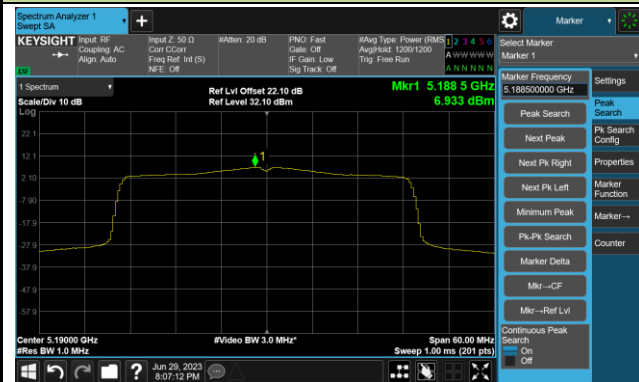 Spectrum Analyzer 1
Swept SA
+
Marker
KEYSIGHT
Input: RF
Coupling: AC
Align: Auto
Input Z: 50 Ω
Corr CCorr
Freq Ref: Int (S)
NFE: Off
#Atten: 20 dB
PNO: Fast
Gate: Off
IF Gain: Low
Sig Track: Off
#Avg Type: Power (RMS
Avg|Hold: 1200/1200
Trig: Free Run
1 2 3 4 5 6
A W W W W W
A N N N N N
LVI
Select Marker
Marker 1
1 Spectrum
Scale/Div 10 dB
Log
Ref Lvl Offset 22.10 dB
Ref Level 32.10 dBm
Mkr1 5.188 5 GHz
6.933 dBm
22.1
12.1
2.10
-7.90
-17.9
-27.9
-37.9
-57.9
1
Center 5.19000 GHz
#Res BW 1.0 MHz
#Video BW 3.0 MHz*
Span 60.00 MHz
Sweep 1.00 ms (201 pts)
Marker Frequency
5.188500000 GHz
Peak Search
Next Peak
Next Pk Right
Next Pk Left
Minimum Peak
Pk-Pk Search
Marker Delta
Mkr→CF
Mkr→Ref Lvl
Continuous Peak
Search
On
Off
Settings
Peak
Search
Pk Search
Config
Properties
Marker
Function
Marker→
Counter
?
Jun 29, 2023
8:07:12 PM